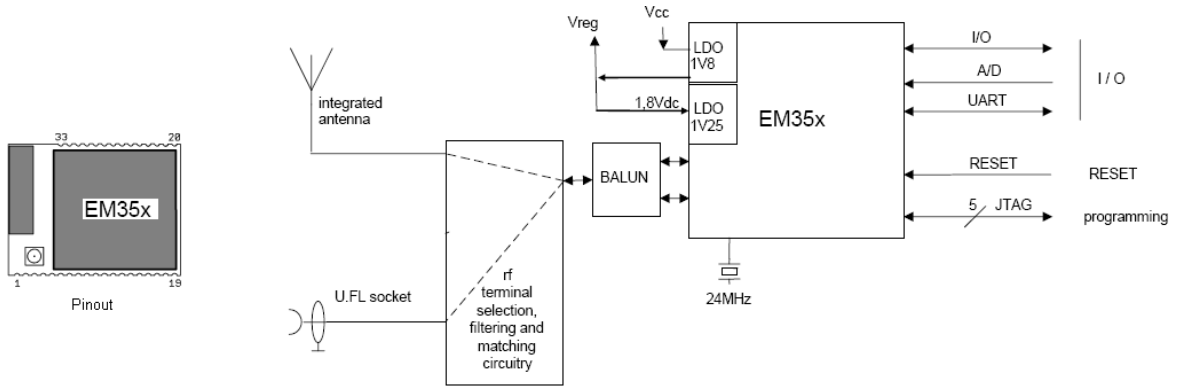 33
20
EM35x
1
19
Pinout
integrated
antenna
U.FL socket
rf
terminal
selection,
filtering and
matching
circuitry
BALUN
Vreg
Vcc
LDO
1V8
1,8Vdc
LDO
1V25
EM35x
24MHz
I/O
A/D
UART
I / O
RESET
RESET
5
JTAG
programming